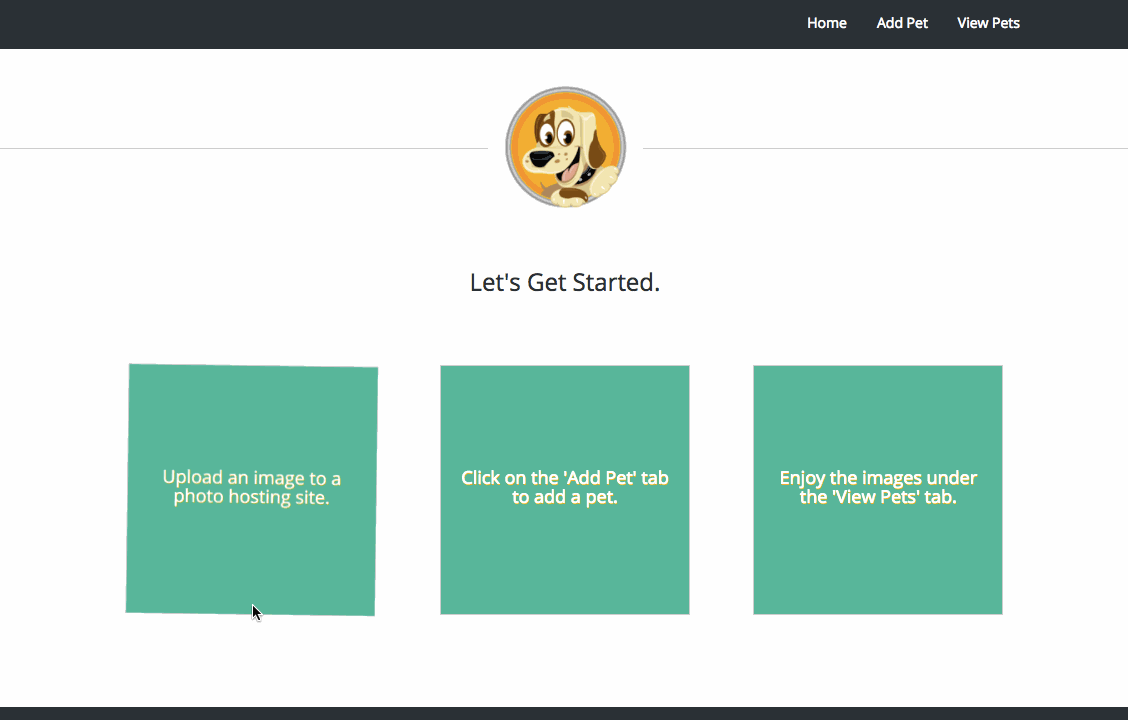 Home Add Pet View Pets
Let's Get Started.
Upload an image to a
photo hosting site.
Click on the 'Add Pet' tab
to add a pet.
Enjoy the images under
the 'View Pets' tab.